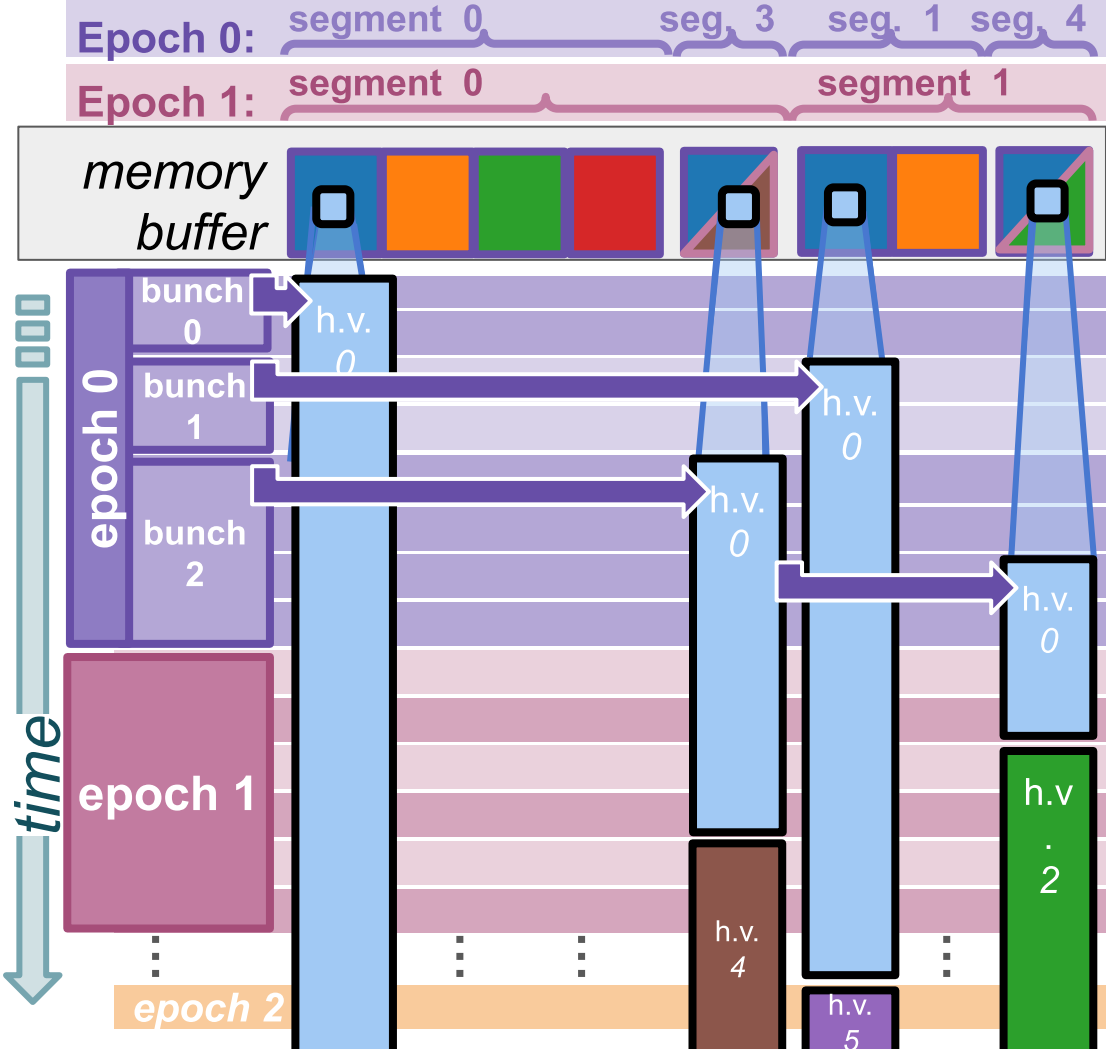 Epoch 0: segment 0 seg. 3 seg. 1 seg. 4
Epoch 1: segment 0 segment 1
memory
buffer
epoch 0
bunch
0
h.v.
0
bunch
1
h.v.
0
bunch
2
h.v.
0
h.v.
0
time
epoch 1
h.v
.
2
h.v.
4
epoch 2
h.v.
5